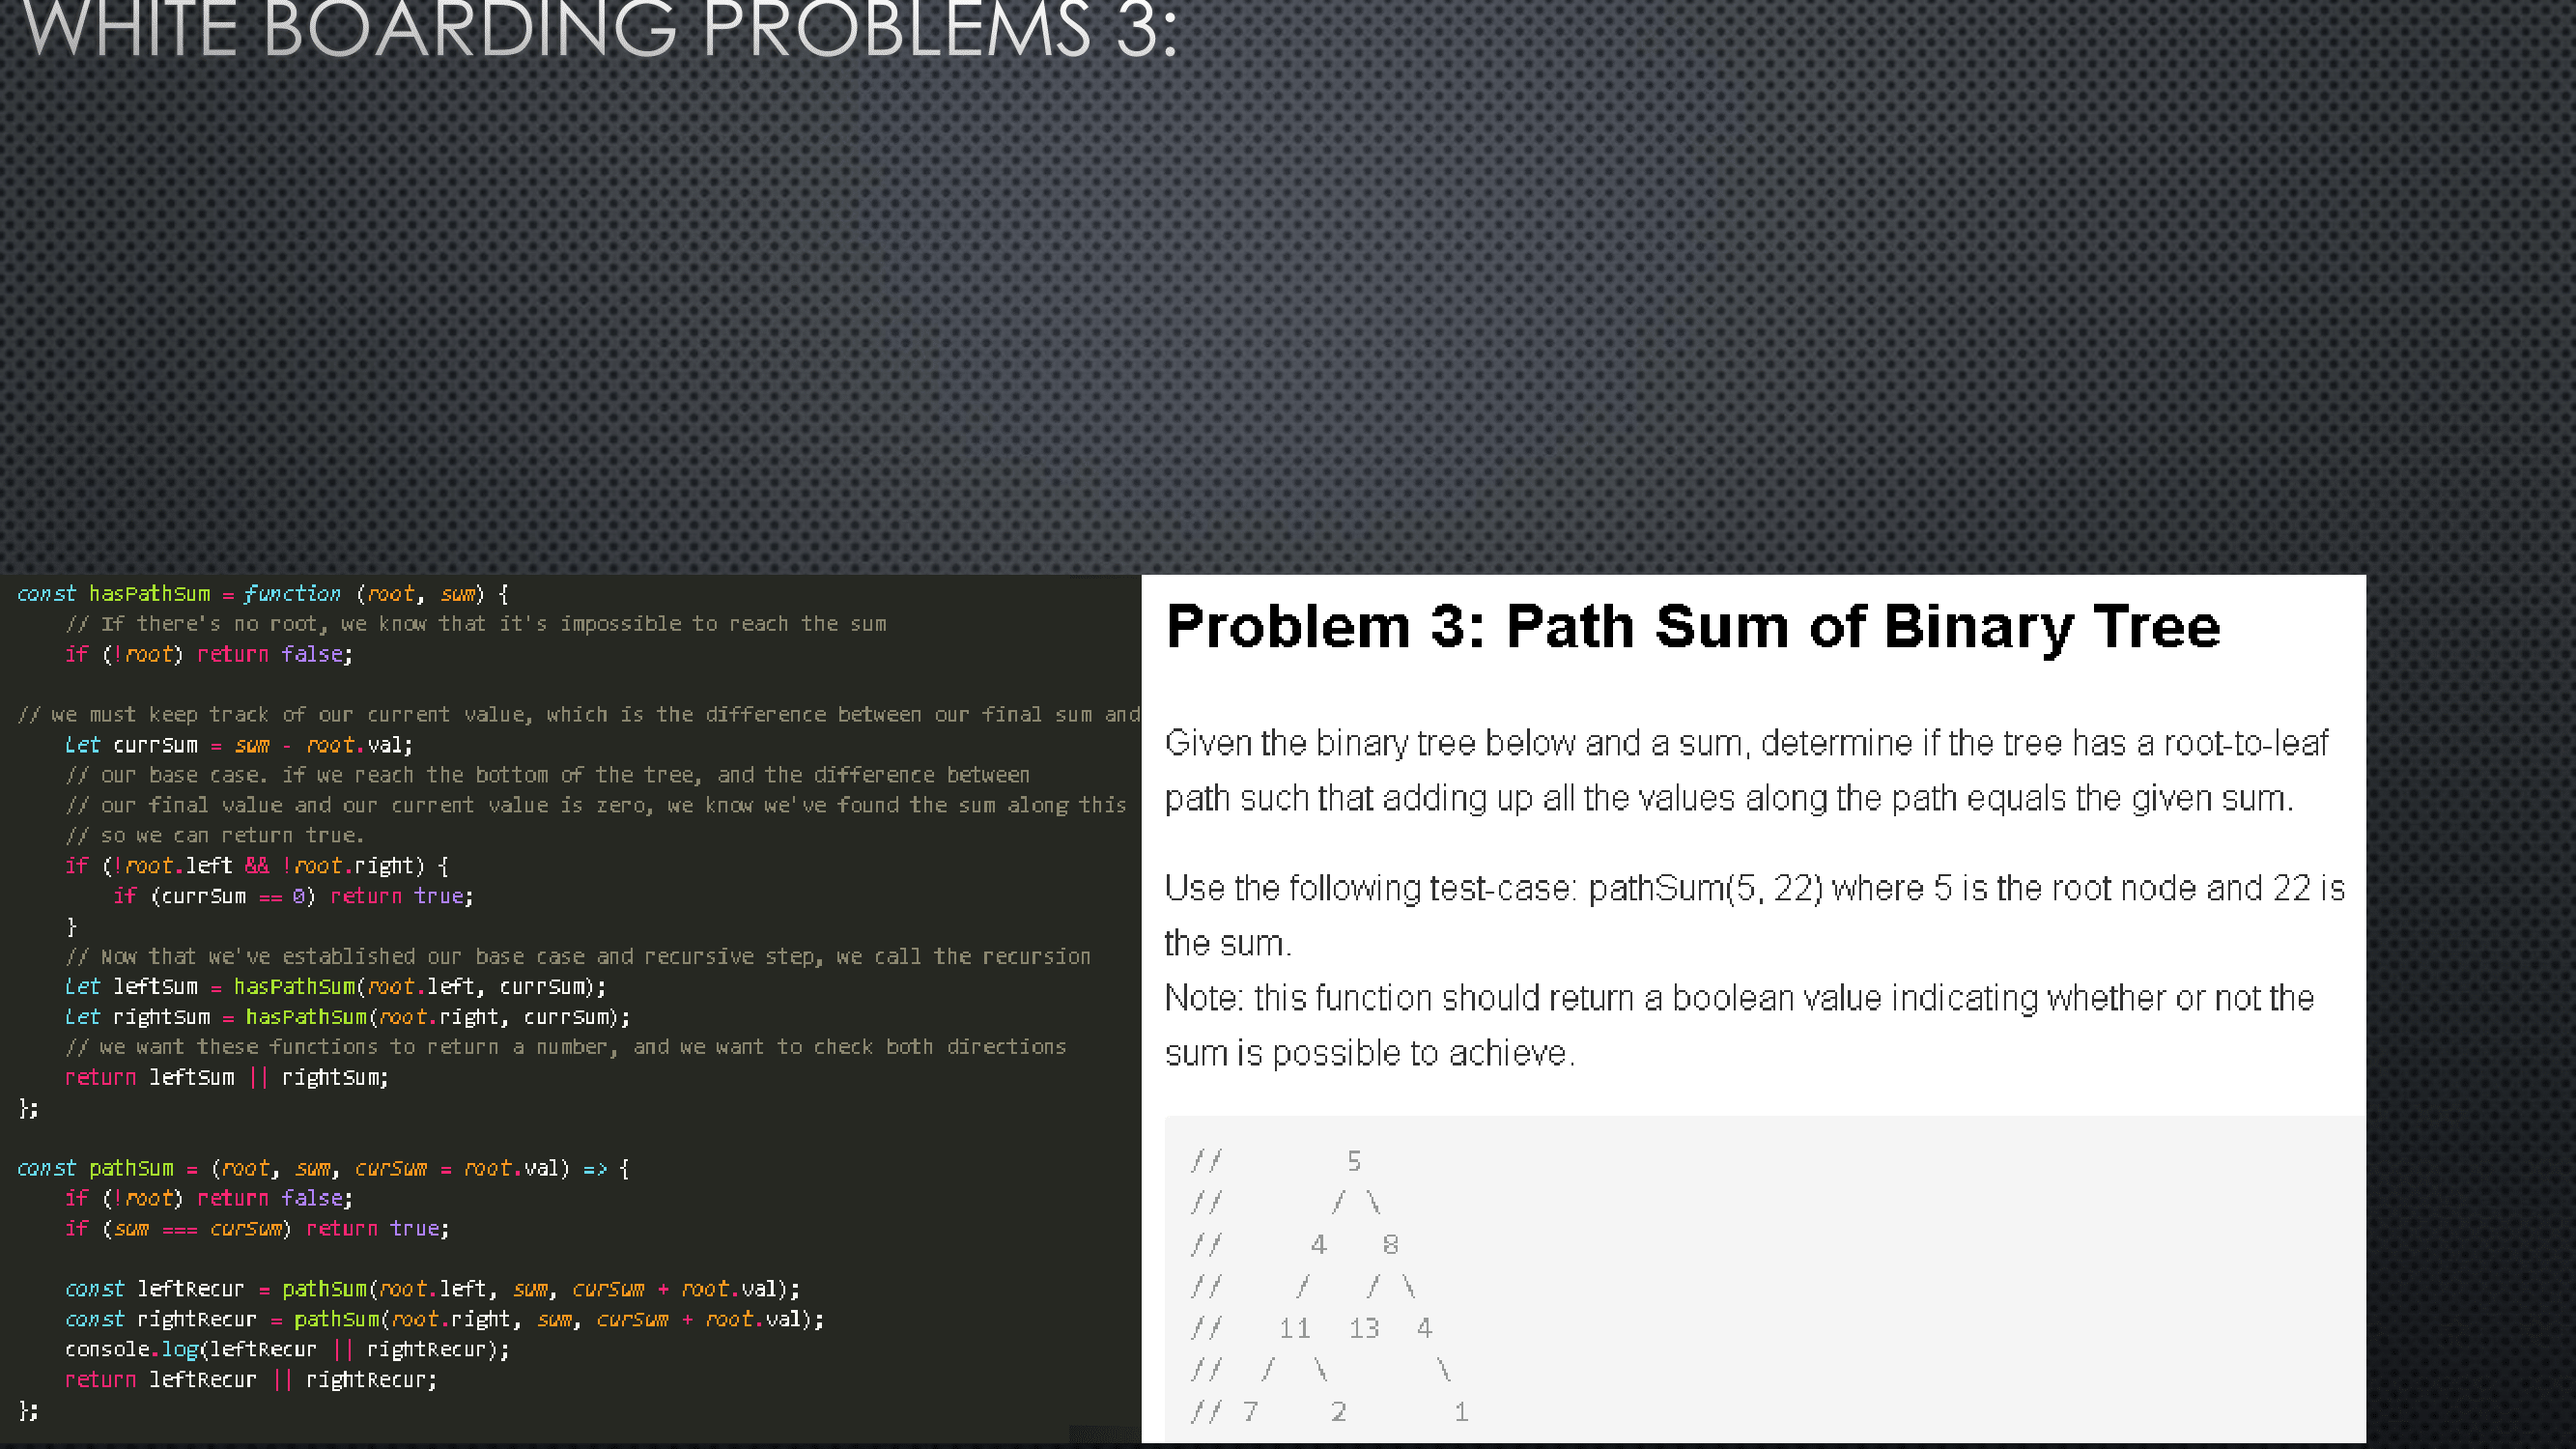 WHITE BOARDING PROBLEMS 3:
const hasPathSum = function (root, sum) {
    // If there's no root, we know that it's impossible to reach the sum
    if (!root) return false;
// we must keep track of our current value, which is the difference between our final sum and
    let currSum = sum - root.val;
    // our base case. if we reach the bottom of the tree, and the difference between
    // our final value and our current value is zero, we know we've found the sum along this
    // so we can return true.
    if (!root.left && !root.right) {
        if (currSum == 0) return true;
    }
    // Now that we've established our base case and recursive step, we call the recursion
    let leftSum = hasPathSum(root.left, currSum);
    let rightSum = hasPathSum(root.right, currSum);
    // we want these functions to return a number, and we want to check both directions
    return leftSum || rightSum;
};
const pathSum = (root, sum, curSum = root.val) => {
    if (!root) return false;
    if (sum === curSum) return true;
    const leftRecur = pathSum(root.left, sum, curSum + root.val);
    const rightRecur = pathSum(root.right, sum, curSum + root.val);
    console.log(leftRecur || rightRecur);
    return leftRecur || rightRecur;
};
Problem 3: Path Sum of Binary Tree
Given the binary tree below and a sum, determine if the tree has a root-to-leaf
path such that adding up all the values along the path equals the given sum.
Use the following test-case: pathSum(5, 22) where 5 is the root node and 22 is
the sum.
Note: this function should return a boolean value indicating whether or not the
sum is possible to achieve.
//          5
//         / \
//       4     8
//      /     / \
//    11   13   4
//   /   \         \
// 7      2         1